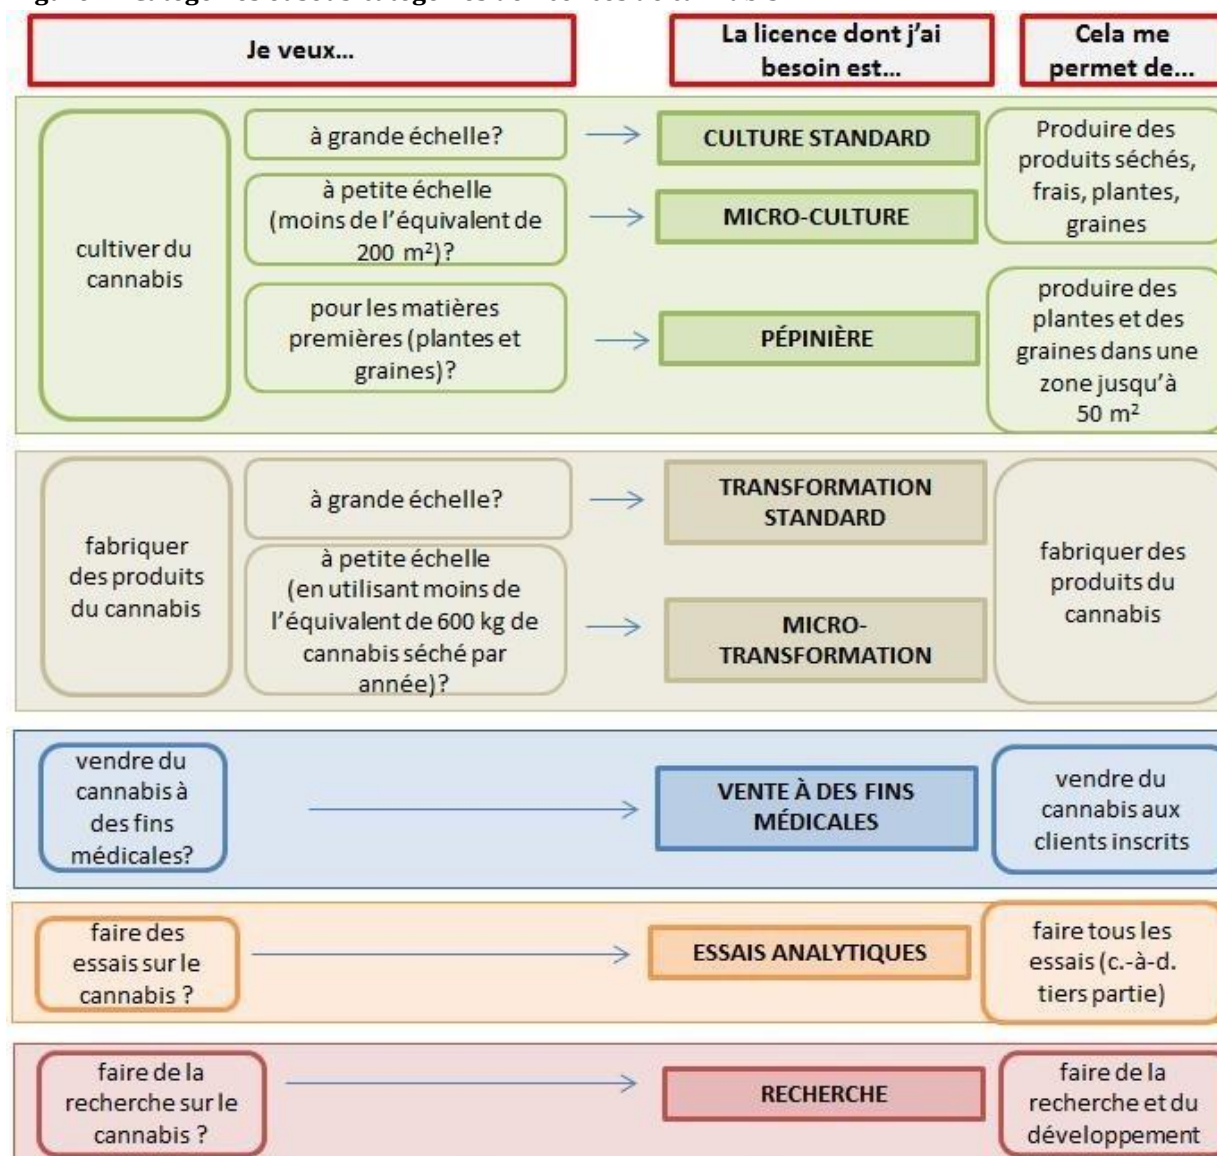 Je veux...
La licence dont j'ai
besoin est...
Cela me
permet de...
cultiver du
cannabis
à grande échelle?
CULTURE STANDARD
Produire des
produits séchés,
frais, plantes,
graines
à petite échelle
(moins de l'équivalent de
200 m²)?
MICRO-CULTURE
pour les matières
premières (plantes et
graines)?
PÉPINIÈRE
produire des
plantes et des
graines dans une
zone jusqu'à
50 m²
fabriquer
des produits
du cannabis
à grande échelle?
TRANSFORMATION
STANDARD
à petite échelle
(en utilisant moins de
l'équivalent de 600 kg de
cannabis séché par
année)?
MICRO-
TRANSFORMATION
fabriquer des
produits du
cannabis
vendre du
cannabis à
des fins
médicales?
VENTE À DES FINS
MÉDICALES
vendre du
cannabis aux
clients inscrits
faire des
essais sur le
cannabis ?
ESSAIS ANALYTIQUES
faire tous les
essais (c.-à-d.
tiers partie)
faire de la
recherche sur le
cannabis ?
RECHERCHE
faire de la
recherche et du
développement